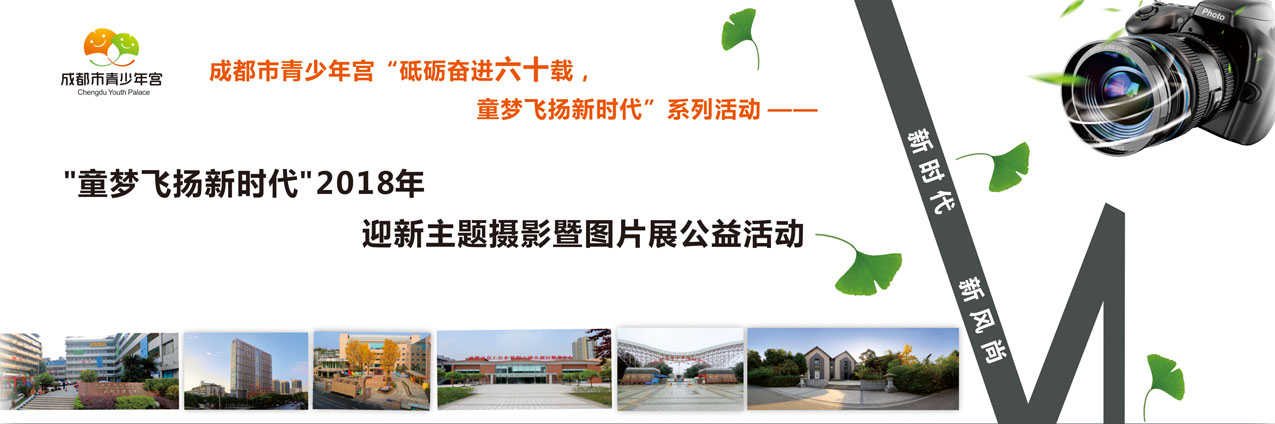 成都市青少年宫
Chengdu Youth Palace
成都市青少年宫“砥砺奋进六十载，
童梦飞扬新时代”系列活动 ——
"童梦飞扬新时代"2018年
迎新主题摄影暨图片展公益活动
新时代 新风尚
Photo